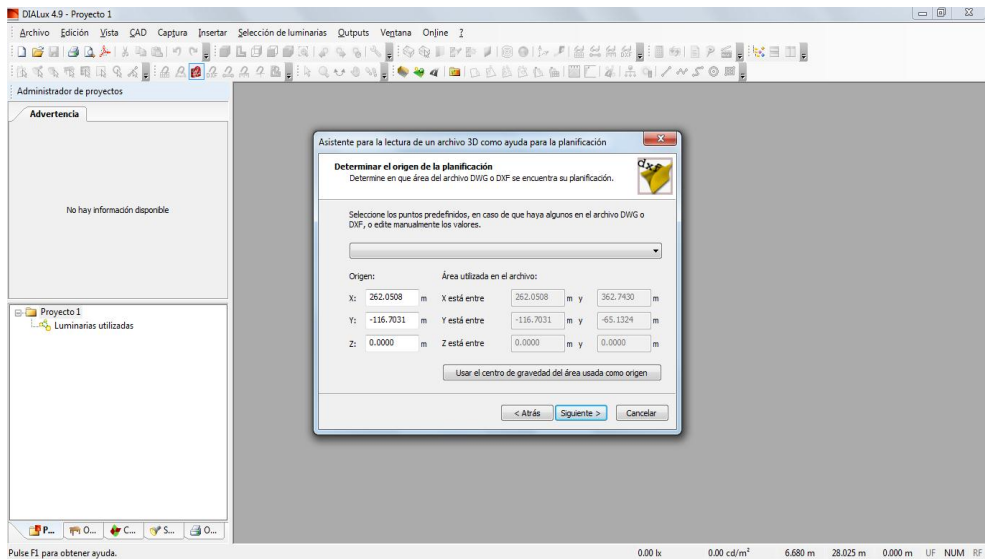 DIALux 4.9 - Proyecto 1
Archivo Edición Vista CAD Captura Insertar Selección de luminarias Outputs Ventana Online ?
Administrador de proyectos
Advertencia
No hay información disponible
Asistente para la lectura de un archivo 3D como ayuda para la planificación
Determinar el origen de la planificación
Determine en que área del archivo DWG o DXF se encuentra su planificación.
dxf
Seleccione los puntos predefinidos, en caso de que haya algunos en el archivo DWG o
DXF, o edite manualmente los valores.
Origen: Área utilizada en el archivo:
X: 262.0508 m X está entre 262.0508 m y 362.7430 m
Y: -116.7031 m Y está entre -116.7031 m y -65.1324 m
Z: 0.0000 m Z está entre 0.0000 m y 0.0000 m
Usar el centro de gravedad del área usada como origen
< Atrás Siguiente > Cancelar
Proyecto 1
Luminarias utilizadas
P... O... C... S... O...
Pulse F1 para obtener ayuda. 0.00 lx 0.00 cd/m² 6.680 m 28.025 m 0.000 m UF NUM RF